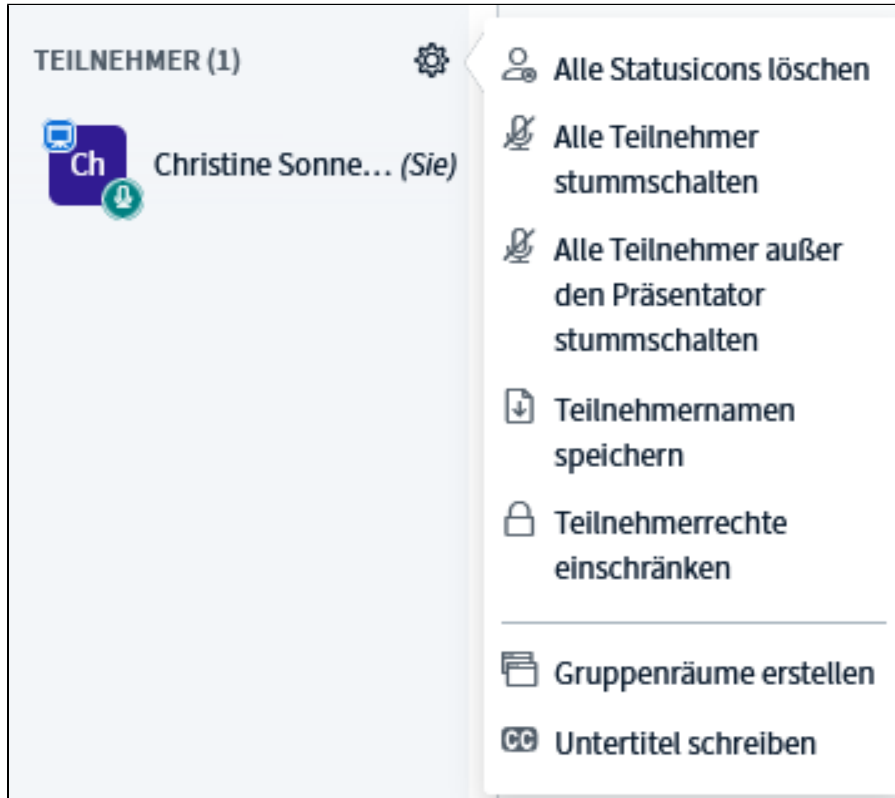 TEILNEHMER (1)
Ch
Christine Sonne... (Sie)
Alle Statusicons löschen
Alle Teilnehmer
stummschalten
Alle Teilnehmer außer
den Präsentator
stummschalten
Teilnehmernamen
speichern
Teilnehmerrechte
einschränken
Gruppenräume erstellen
CC
Untertitel schreiben